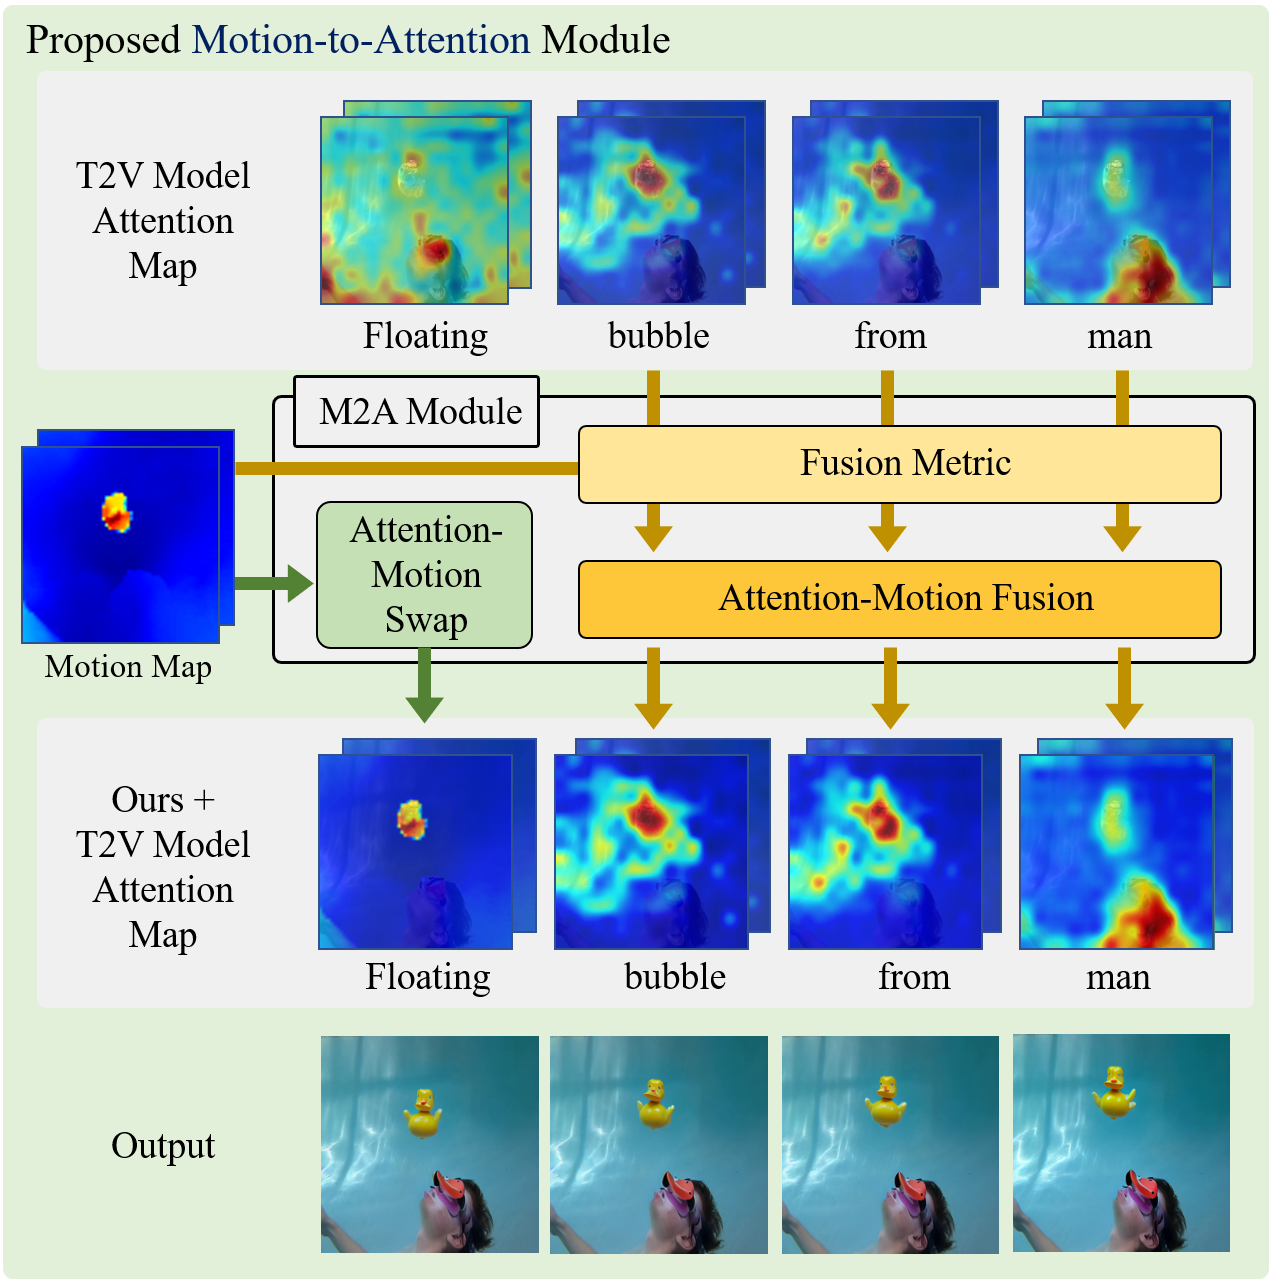 Proposed Motion-to-Attention Module
T2V Model
Attention
Map
Floating
bubble
from
man
M2A Module
Fusion Metric
Attention-
Motion
Swap
Attention-Motion Fusion
Motion Map
Ours +
T2V Model
Attention
Map
Floating
bubble
from
man
Output